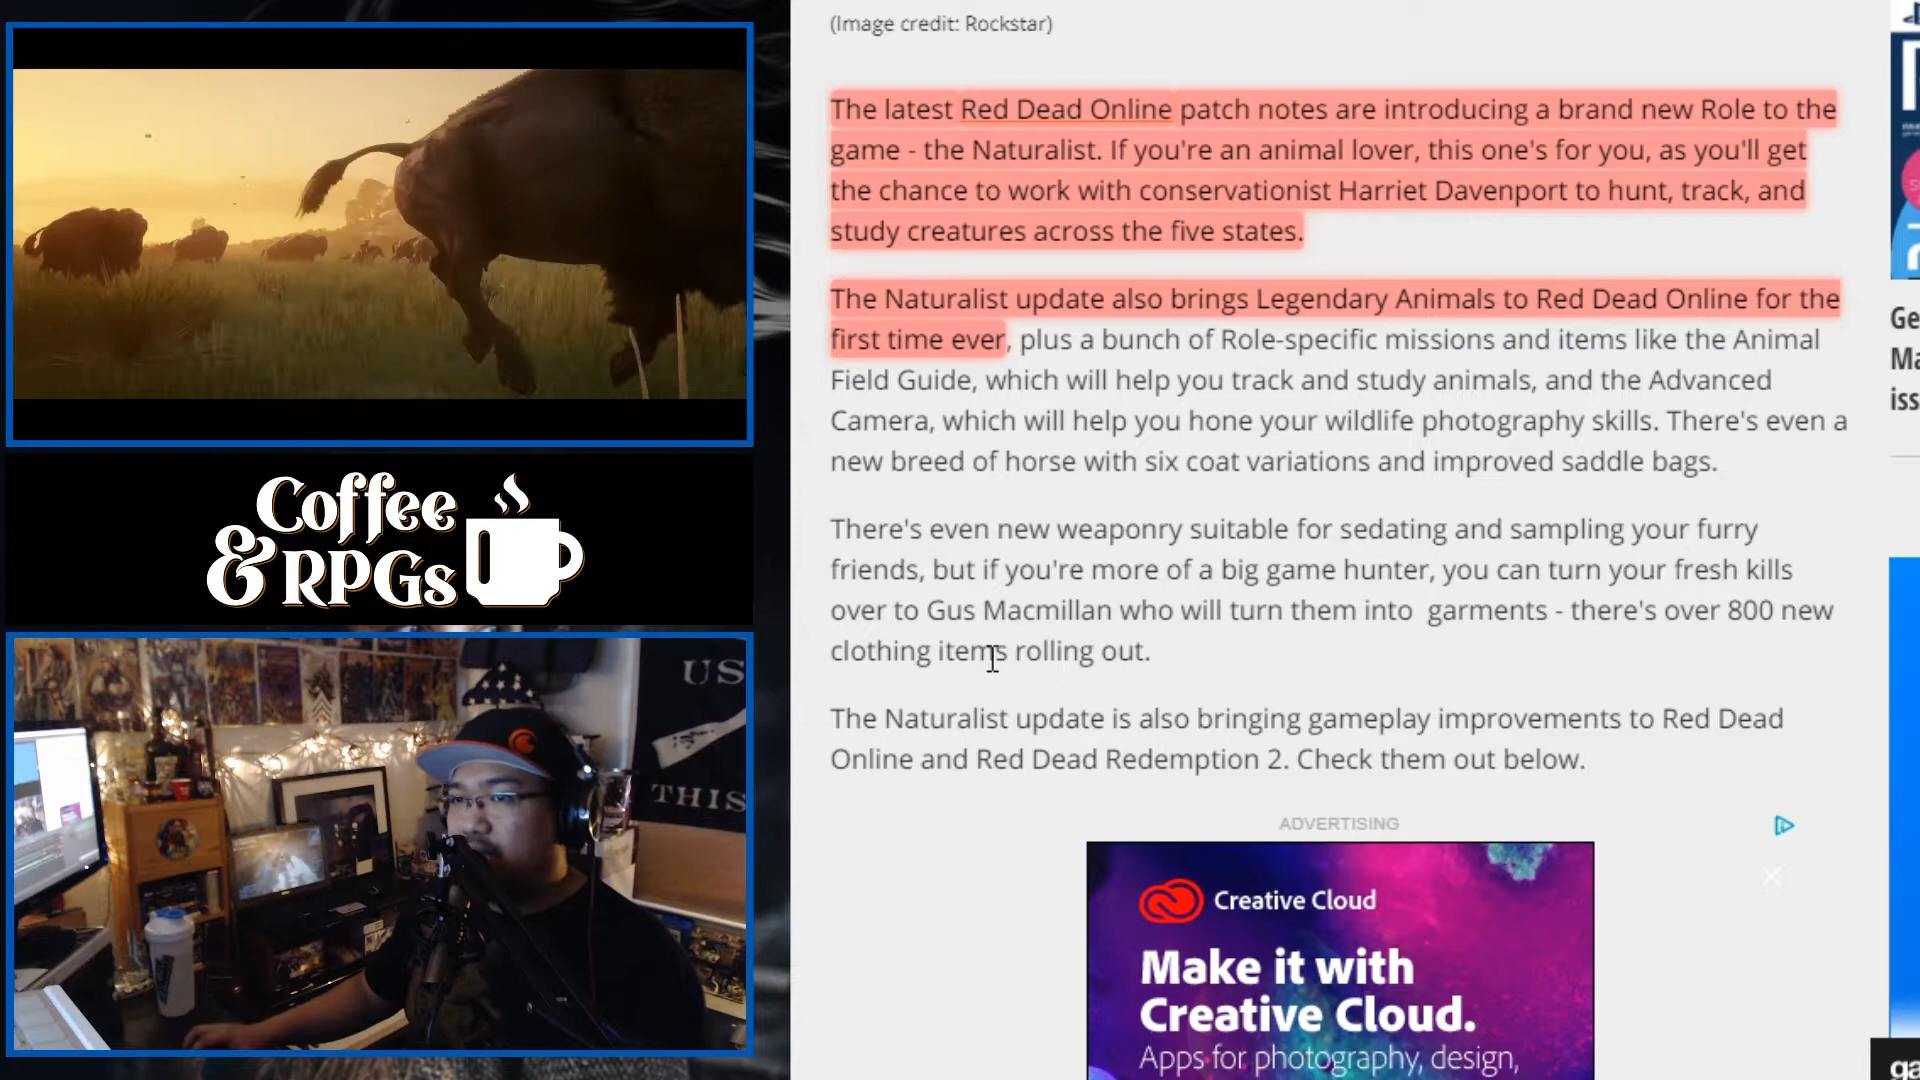 (Image credit: Rockstar)
The latest Red Dead Online patch notes are introducing a brand new Role to the
game - the Naturalist. If you're an animal lover, this one's for you, as you'll get
the chance to work with conservationist Harriet Davenport to hunt, track, and
study creatures across the five states.
The Naturalist update also brings Legendary Animals to Red Dead Online for the
first time ever, plus a bunch of Role-specific missions and items like the Animal
Field Guide, which will help you track and study animals, and the Advanced
Camera, which will help you hone your wildlife photography skills. There's even a
new breed of horse with six coat variations and improved saddle bags.
There's even new weaponry suitable for sedating and sampling your furry
friends, but if you're more of a big game hunter, you can turn your fresh kills
over to Gus Macmillan who will turn them into garments - there's over 800 new
clothing items rolling out.
The Naturalist update is also bringing gameplay improvements to Red Dead
Online and Red Dead Redemption 2. Check them out below.
ADVERTISING
Creative Cloud
Make it with
Creative Cloud.
Apps for photography, design,
Coffee
& RPGs
US
THIS
Ge
Ma
iss
ga